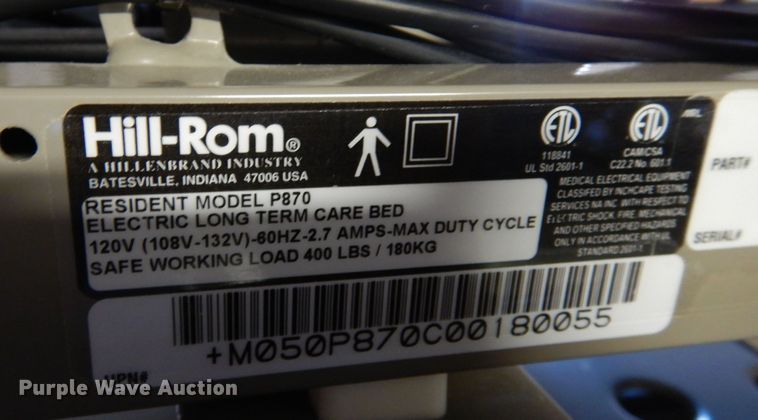 Hill-Rom®
A HILLENBRAND INDUSTRY
BATESVILLE, INDIANA 47006 USA
RESIDENT MODEL P870
ELECTRIC LONG TERM CARE BED
120V (108V-132V)-60HZ-2.7 AMPS-MAX DUTY CYCLE
SAFE WORKING LOAD 400 LBS / 180KG
ETL
118841
UL Std 2601-1
ETL
CAN/CSA
C22.2 No. 601.1
MEDICAL ELECTRICAL EQUIPMENT
CLASSIFED BY INCHCAPE TESTING
SERVICES NA INC. WITH RESPECT TO
ELECTRIC SHOCK, FIRE, MECHANICAL
AND OTHER SPECIFIED HAZARDS
ONLY IN ACCORDANCE WITH UL
STANDARD 2601-1
PART#
SERIAL#
+M050P870C00180055
HPN#
Purple Wave Auction